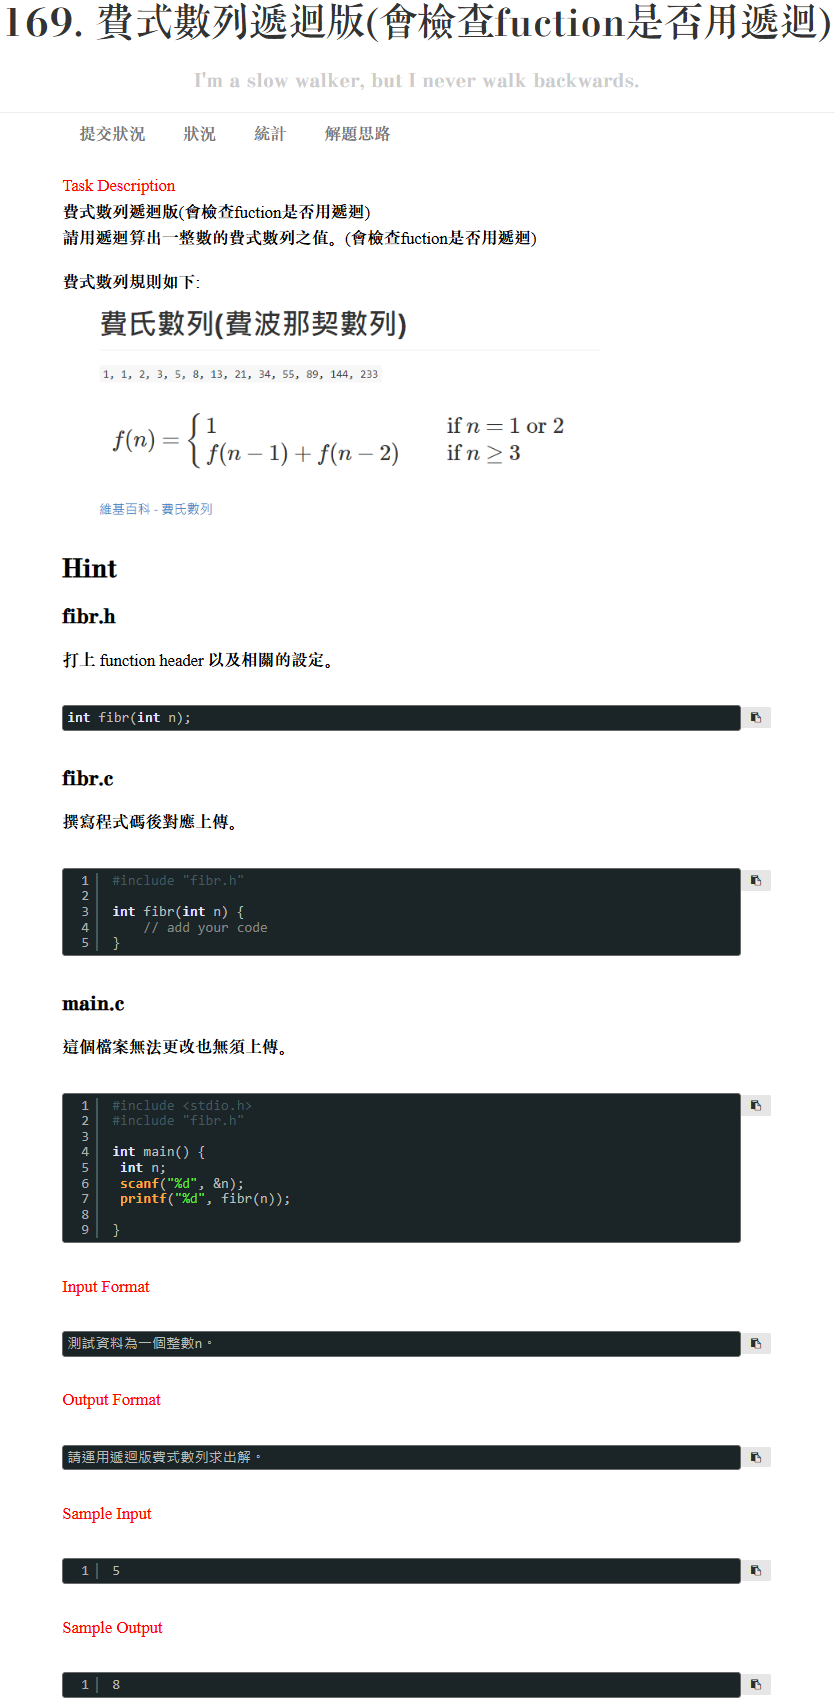 169. 費式數列遞迴版(會檢查fuction是否用遞迴)
I'm a slow walker, but I never walk backwards.
提交狀況 狀況 統計 解題思路
Task Description
費式數列遞迴版(會檢查fuction是否用遞迴)
請用遞迴算出一整數的費式數列之值。(會檢查fuction是否用遞迴)
費式數列規則如下:
費氏數列(費波那契數列)
1, 1, 2, 3, 5, 8, 13, 21, 34, 55, 89, 144, 233
f(n) = { 1 if n = 1 or 2
f(n − 1) + f(n − 2) if n ≥ 3
維基百科 - 費氏數列
Hint
fibr.h
打上 function header 以及相關的設定。
int fibr(int n);
fibr.c
撰寫程式碼後對應上傳。
1 #include "fibr.h"
2
3 int fibr(int n) {
4 // add your code
5 }
main.c
這個檔案無法更改也無須上傳。
1 #include <stdio.h>
2 #include "fibr.h"
3
4 int main() {
5 int n;
6 scanf("%d", &n);
7 printf("%d", fibr(n));
8
9 }
Input Format
測試資料為一個整數n。
Output Format
請運用遞迴版費式數列求出解。
Sample Input
1 5
Sample Output
1 8